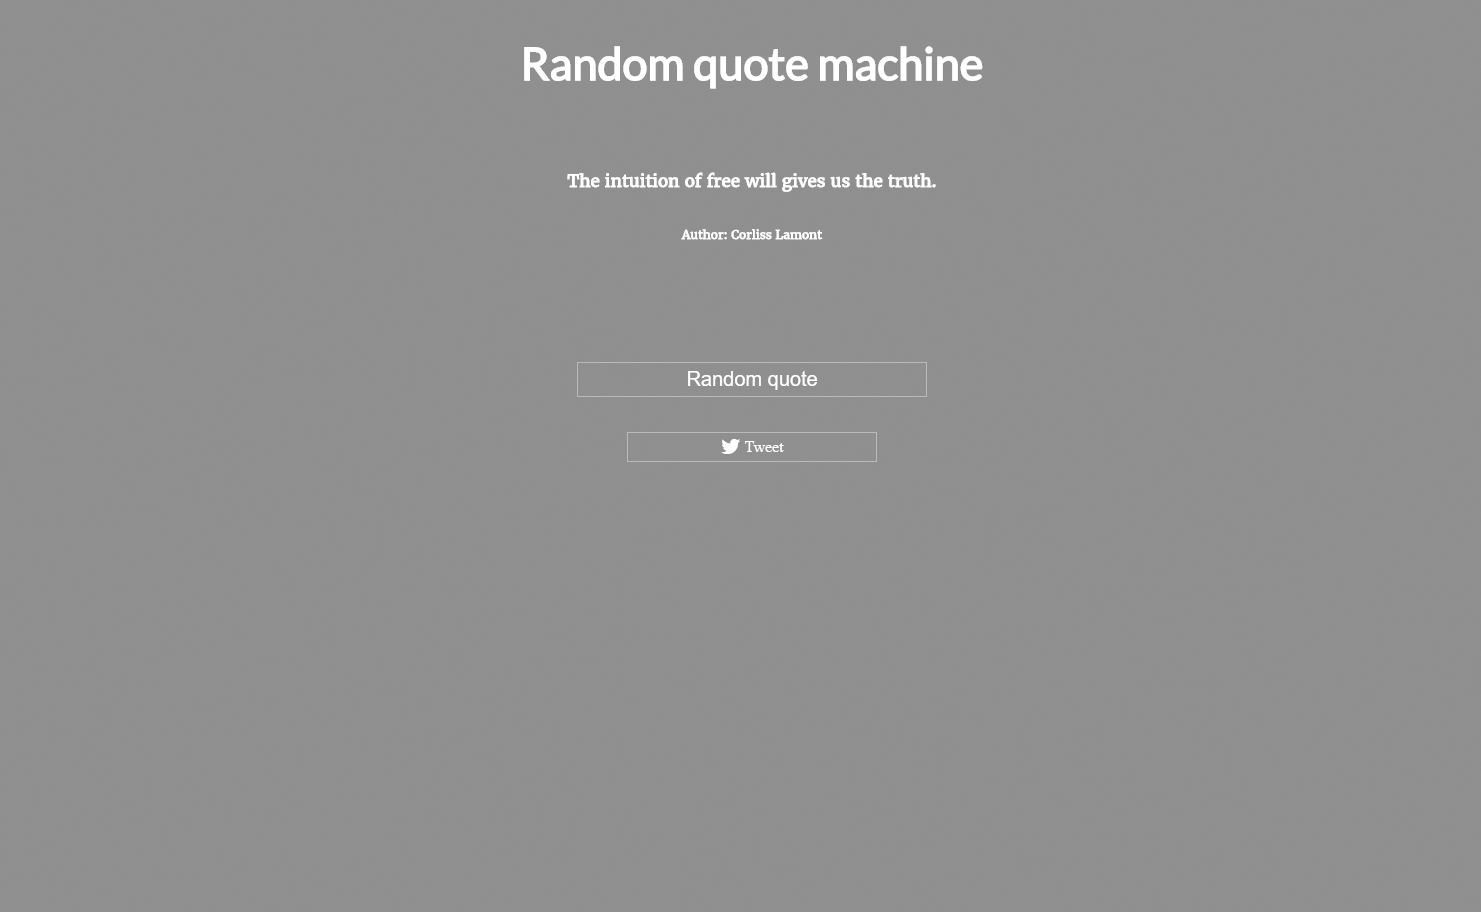 Random quote machine
The intuition of free will gives us the truth.
Author: Corliss Lamont
Random quote
Tweet